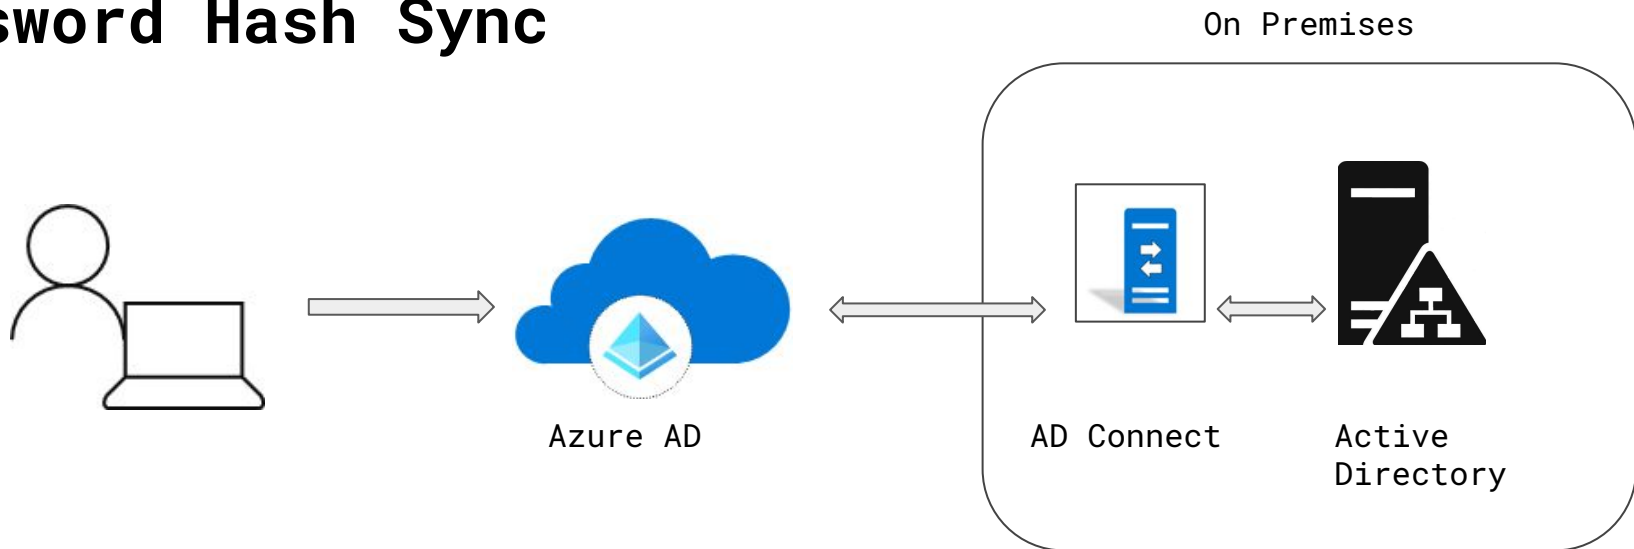 sword Hash Sync
On Premises
Azure AD
AD Connect
Active
Directory